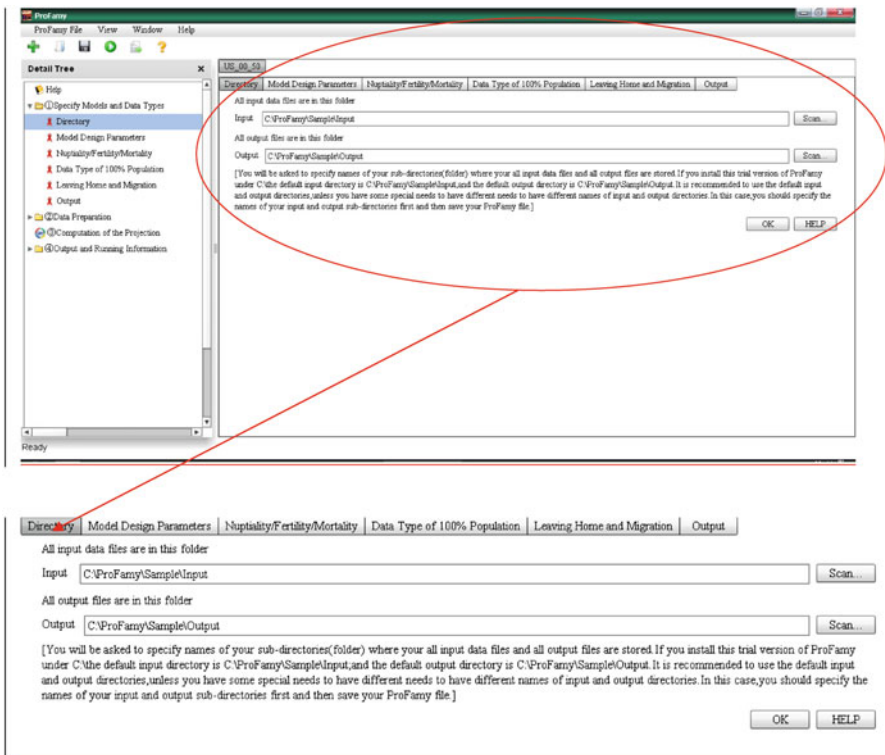 ProFamy
ProFamy File View Window Help
Detail Tree x
Help
①Specify Models and Data Types
Directory
Model Design Parameters
Nuptiality/Fertility/Mortality
Data Type of 100% Population
Leaving Home and Migration
Output
②Data Preparation
③Computation of the Projection
④Output and Running Information
Ready
US_00_50
Directory Model Design Parameters Nuptiality/Fertility/Mortality Data Type of 100% Population Leaving Home and Migration Output
All input data files are in this folder
Input C:\ProFamy\Sample\Input Scan...
All output files are in this folder
Output C:\ProFamy\Sample\Output Scan...
[You will be asked to specify names of your sub-directories(folder) where your all input data files and all output files are stored.If you install this trial version of ProFamy
under C:\the default input directory is C:\ProFamy\Sample\Input,and the default output directory is C:\ProFamy\Sample\Output.It is recommended to use the default input
and output directories,unless you have some special needs to have different needs to have different names of input and output directories.In this case,you should specify the
names of your input and output sub-directories first and then save your ProFamy file.]
OK HELP
Directory Model Design Parameters Nuptiality/Fertility/Mortality Data Type of 100% Population Leaving Home and Migration Output
All input data files are in this folder
Input C:\ProFamy\Sample\Input Scan...
All output files are in this folder
Output C:\ProFamy\Sample\Output Scan...
[You will be asked to specify names of your sub-directories(folder) where your all input data files and all output files are stored.If you install this trial version of ProFamy
under C:\the default input directory is C:\ProFamy\Sample\Input,and the default output directory is C:\ProFamy\Sample\Output.It is recommended to use the default input
and output directories,unless you have some special needs to have different needs to have different names of input and output directories.In this case,you should specify the
names of your input and output sub-directories first and then save your ProFamy file.]
OK HELP